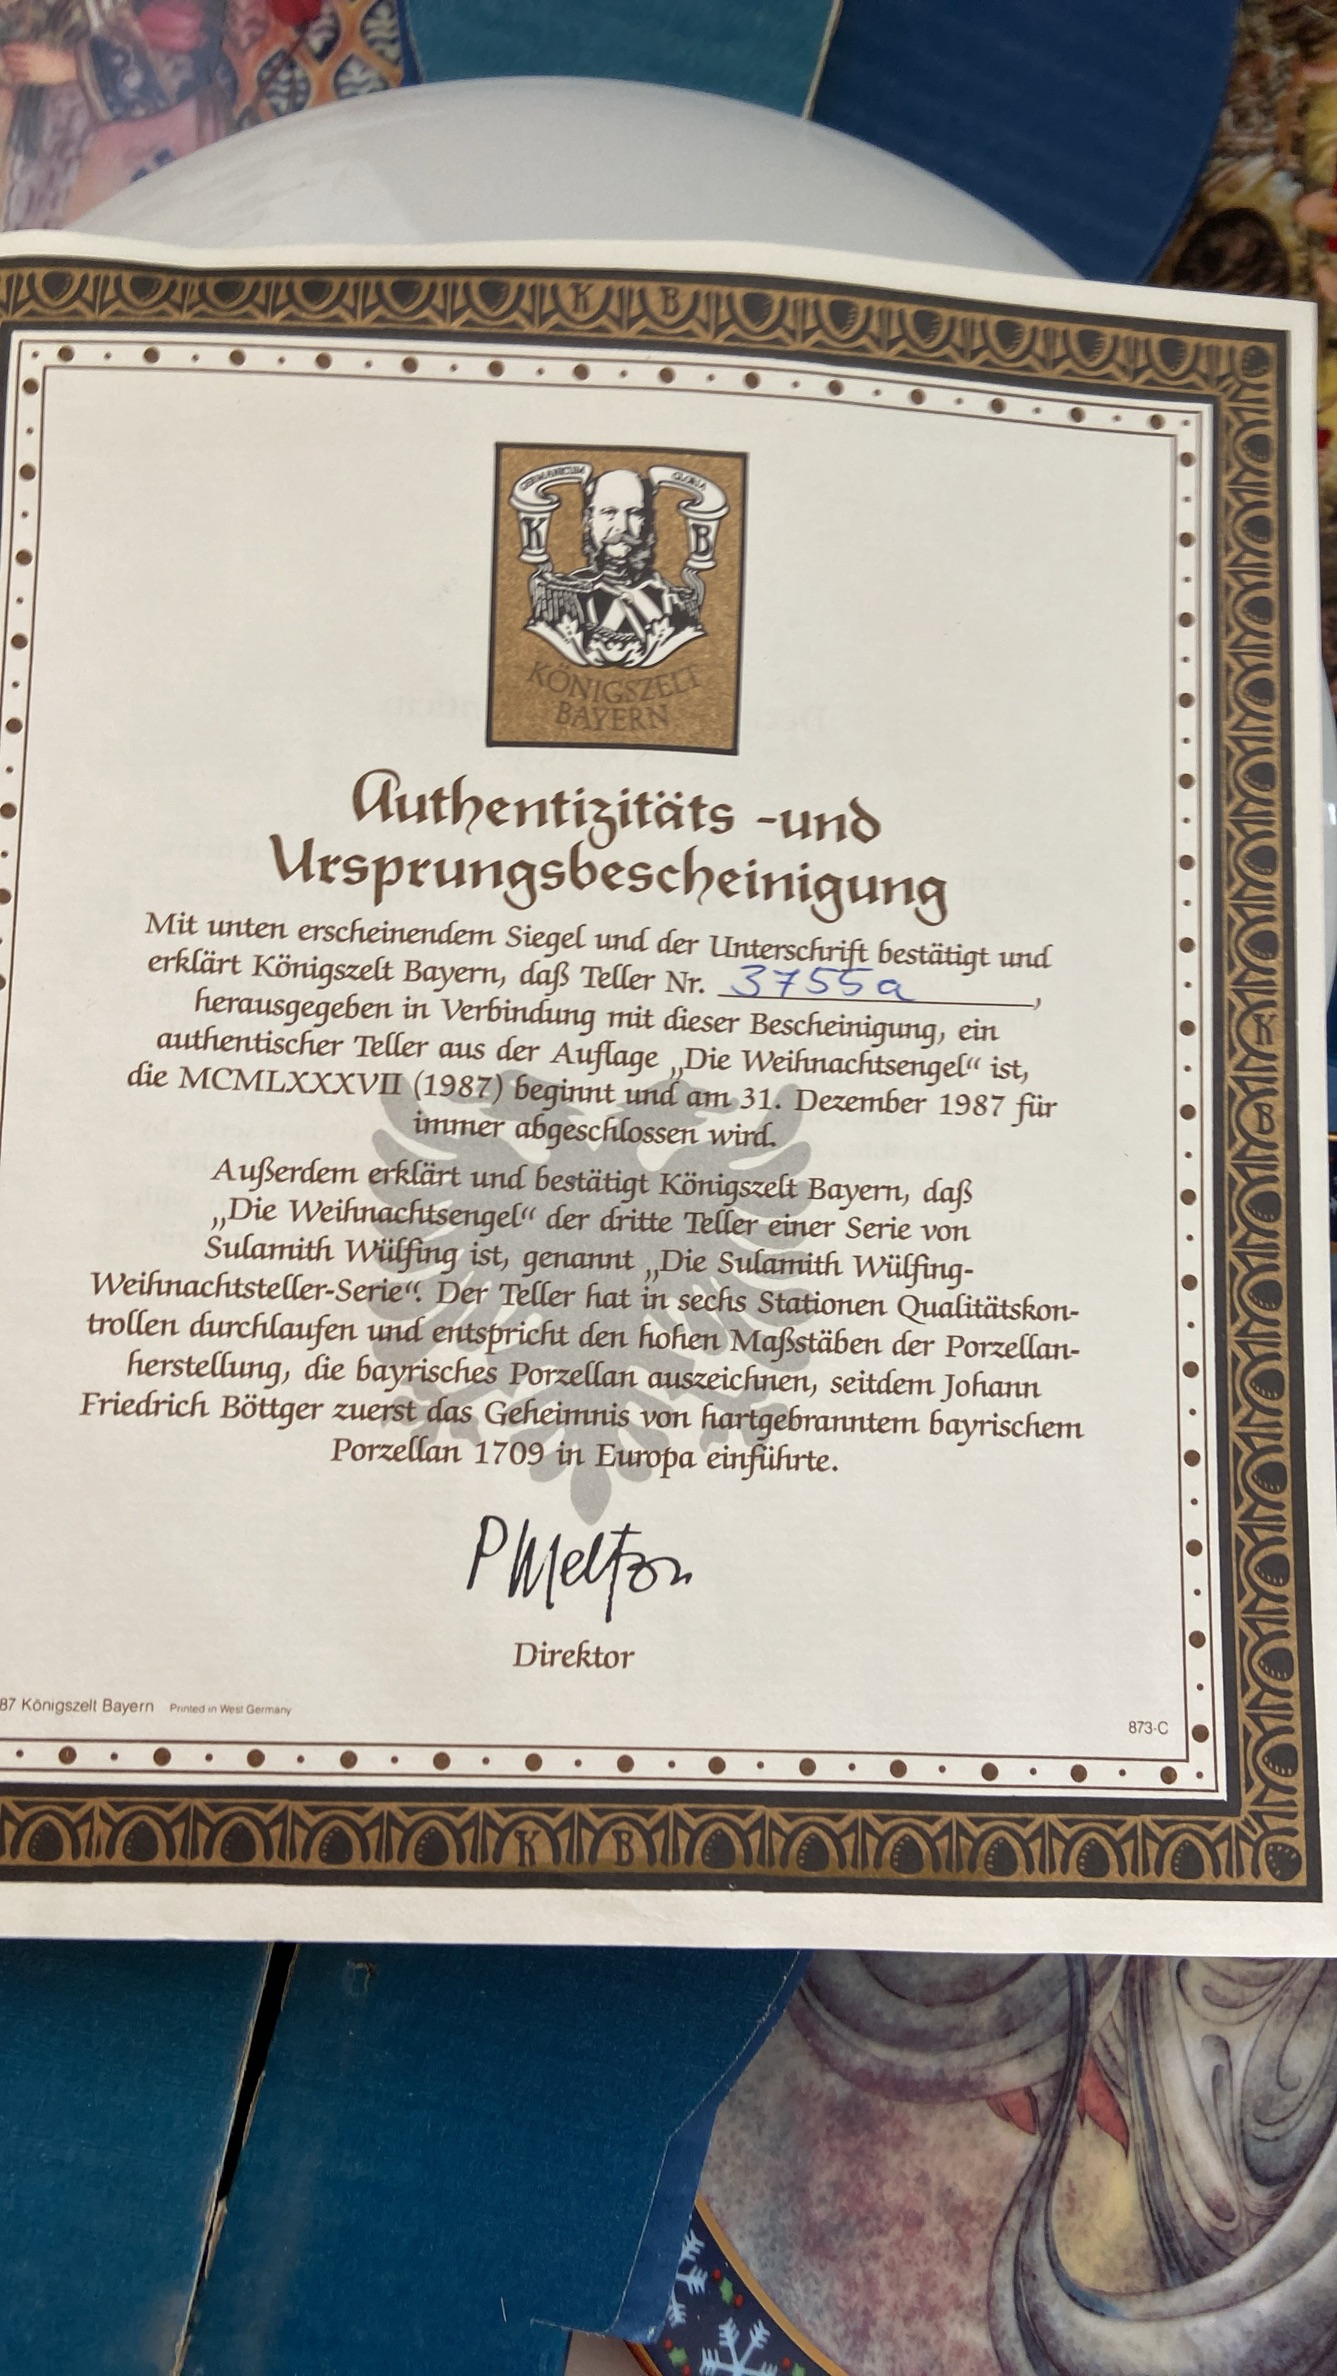 K B
GERMANICUM GLORIA
K B
KÖNIGSZELT
BAYERN
Authentizitäts -und
Ursprungsbescheinigung
Mit unten erscheinendem Siegel und der Unterschrift bestätigt und
erklärt Königszelt Bayern, daß Teller Nr. 3755a,
herausgegeben in Verbindung mit dieser Bescheinigung, ein
authentischer Teller aus der Auflage „Die Weihnachtsengel“ ist,
die MCMLXXXVII (1987) beginnt und am 31. Dezember 1987 für
immer abgeschlossen wird.
Außerdem erklärt und bestätigt Königszelt Bayern, daß
„Die Weihnachtsengel“ der dritte Teller einer Serie von
Sulamith Wülfing ist, genannt „Die Sulamith Wülfing-
Weihnachtsteller-Serie“. Der Teller hat in sechs Stationen Qualitätskon-
trollen durchlaufen und entspricht den hohen Maßstäben der Porzellan-
herstellung, die bayrisches Porzellan auszeichnen, seitdem Johann
Friedrich Böttger zuerst das Geheimnis von hartgebranntem bayrischem
Porzellan 1709 in Europa einführte.
P Melton
Direktor
87 Königszelt Bayern Printed in West Germany
873-C
K B
K B